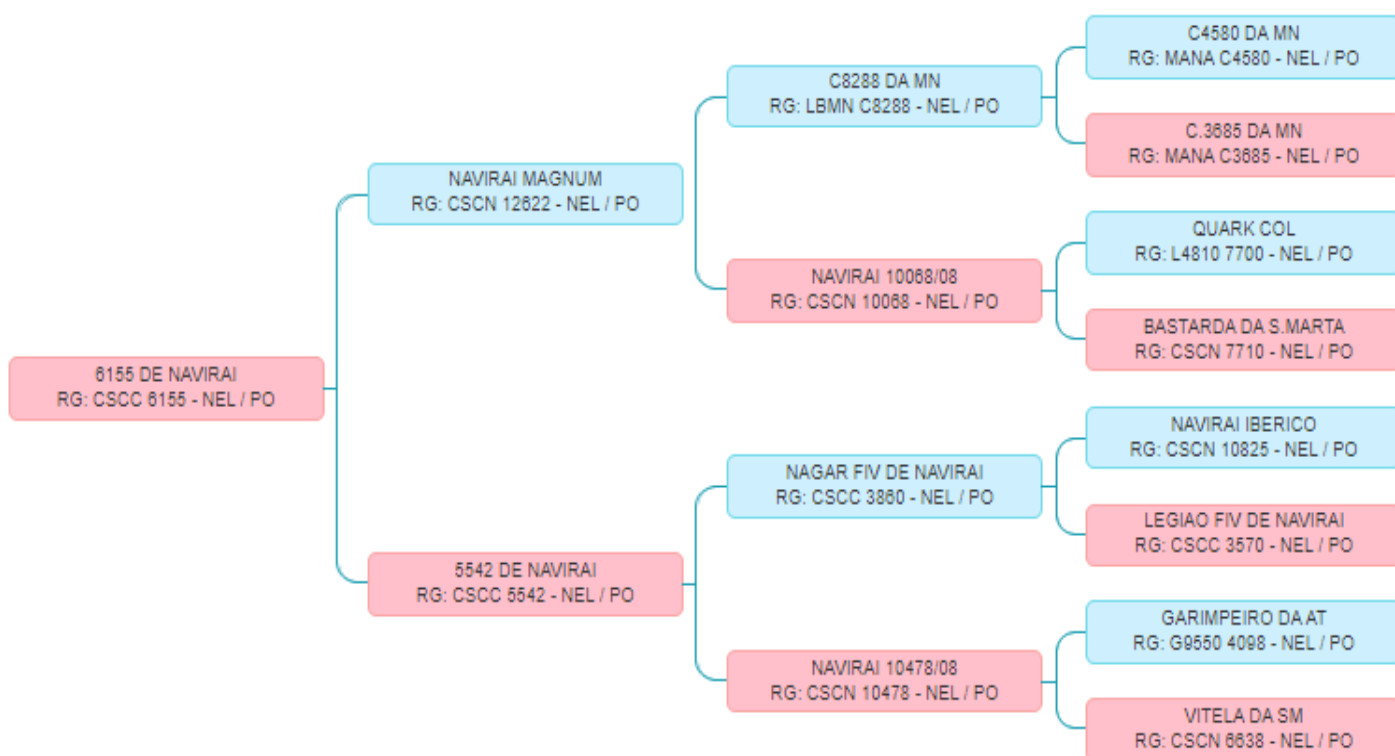 C4580 DA MN
RG: MANA C4580 - NEL / PO
C8288 DA MN
RG: LBMN C8288 - NEL / PO
C.3685 DA MN
RG: MANA C3685 - NEL / PO
NAVIRAI MAGNUM
RG: CSCN 12622 - NEL / PO
QUARK COL
RG: L4810 7700 - NEL / PO
NAVIRAI 10068/08
RG: CSCN 10068 - NEL / PO
BASTARDA DA S.MARTA
RG: CSCN 7710 - NEL / PO
6155 DE NAVIRAI
RG: CSCC 6155 - NEL / PO
NAVIRAI IBERICO
RG: CSCN 10825 - NEL / PO
NAGAR FIV DE NAVIRAI
RG: CSCC 3860 - NEL / PO
LEGIAO FIV DE NAVIRAI
RG: CSCC 3570 - NEL / PO
5542 DE NAVIRAI
RG: CSCC 5542 - NEL / PO
GARIMPEIRO DA AT
RG: G9550 4098 - NEL / PO
NAVIRAI 10478/08
RG: CSCN 10478 - NEL / PO
VITELA DA SM
RG: CSCN 6638 - NEL / PO